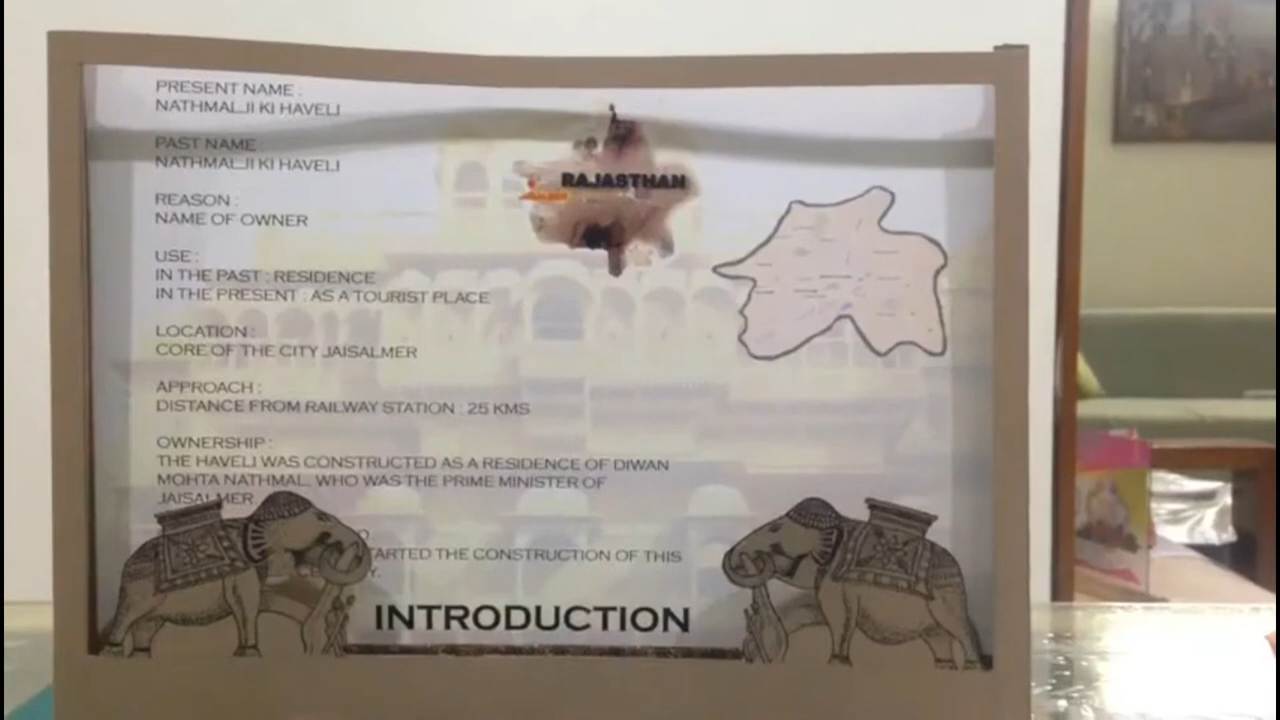 PRESENT NAME :
NATHMALJI KI HAVELI
PAST NAME :
NATHMALJI KI HAVELI
REASON :
NAME OF OWNER
USE :
IN THE PAST : RESIDENCE
IN THE PRESENT : AS A TOURIST PLACE
LOCATION :
CORE OF THE CITY JAISALMER
APPROACH :
DISTANCE FROM RAILWAY STATION : 25 KMS
OWNERSHIP :
THE HAVELI WAS CONSTRUCTED AS A RESIDENCE OF DIWAN
MOHTA NATHMAL, WHO WAS THE PRIME MINISTER OF
JAISALMER.
TARTED THE CONSTRUCTION OF THIS
Y.
RAJASTHAN
INTRODUCTION